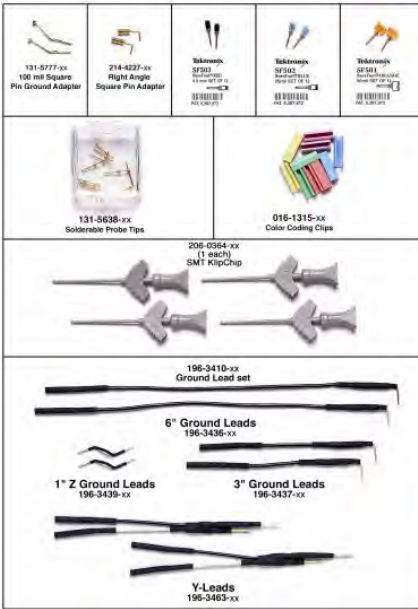 131-5777-xx
100 mil Square
Pin Ground Adapter
214-4227-xx
Right Angle
Square Pin Adapter
Tektronix
SF503
Tektronix
SF502
Tektronix
SF501
131-5638-xx
Solderable Probe Tips
016-1315-xx
Color Coding Clips
206-0364-xx
(1 each)
SMT KlipChip
196-3410-xx
Ground Lead set
6" Ground Leads
196-3436-xx
1" Z Ground Leads
196-3439-xx
3" Ground Leads
196-3437-xx
Y-Leads
196-3463-xx